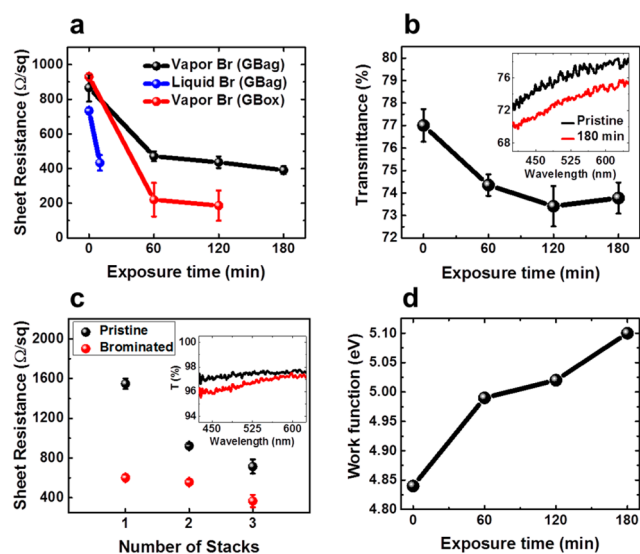 a
Sheet Resistance (Ω/sq)
1000
800
600
400
200
0
Vapor Br (GBag)
Liquid Br (GBag)
Vapor Br (GBox)
0 60 120 180
Exposure time (min)
b
Transmittance (%)
80
79
78
77
76
75
74
73
72
76
72
68
Pristine
180 min
450 525 600
Wavelength (nm)
0 60 120 180
Exposure time (min)
c
Sheet Resistance (Ω/sq)
2000
1600
1200
800
400
Pristine
Brominated
T (%)
100
98
96
94
450 525 600
Wavelength (nm)
1 2 3
Number of Stacks
d
Work function (eV)
5.10
5.05
5.00
4.95
4.90
4.85
4.80
0 60 120 180
Exposure time (min)